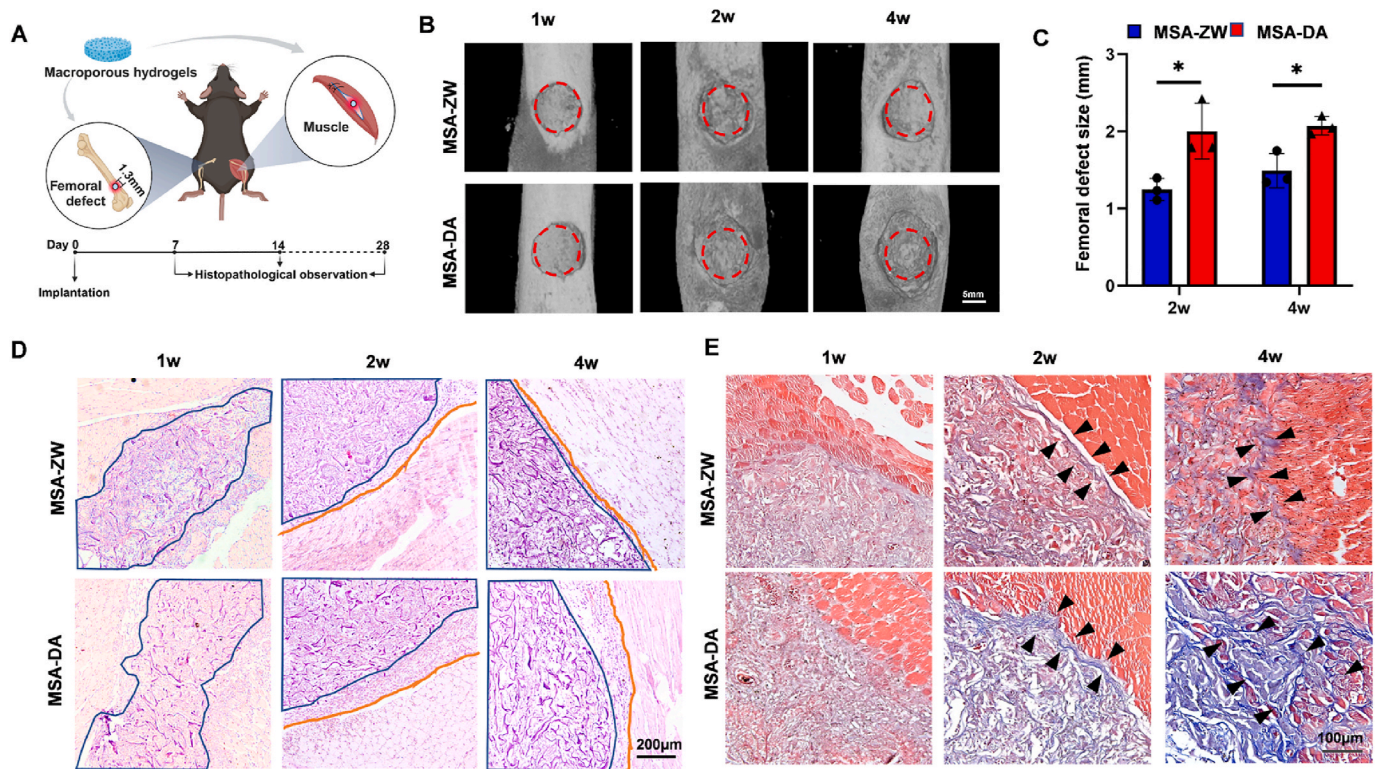 A
Macroporous hydrogels
Muscle
1.3mm
Femoral
defect
Day 0 7 14 28
Histopathological observation
Implantation
B
1w 2w 4w
MSA-ZW
MSA-DA
5mm
C
MSA-ZW MSA-DA
Femoral defect size (mm)
3
2
1
0
* *
2w 4w
D
1w 2w 4w
MSA-ZW
MSA-DA
200μm
E
1w 2w 4w
MSA-ZW
MSA-DA
100μm